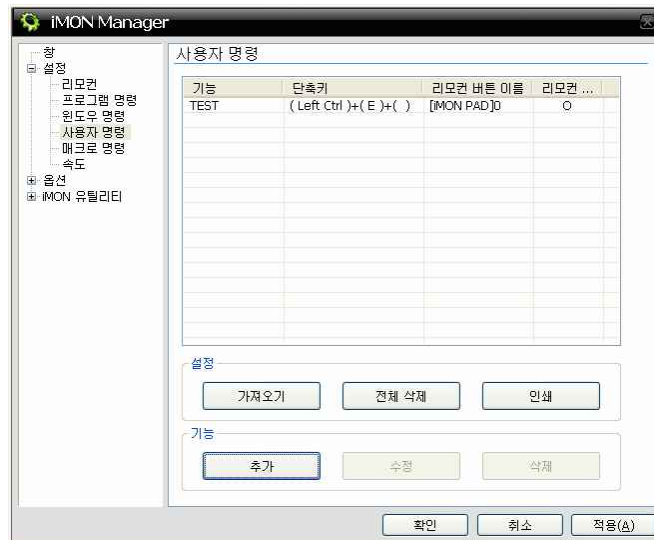 iMON Manager
창
설정
리모컨
프로그램 명령
윈도우 명령
사용자 명령
매크로 명령
속도
옵션
iMON 유틸리티
사용자 명령
기능 단축키 리모컨 버튼 이름 리모컨 ...
TEST ( Left Ctrl )+( E )+( ) [iMON PAD]0 O
설정
가져오기 전체 삭제 인쇄
기능
추가 수정 삭제
확인 취소 적용(A)